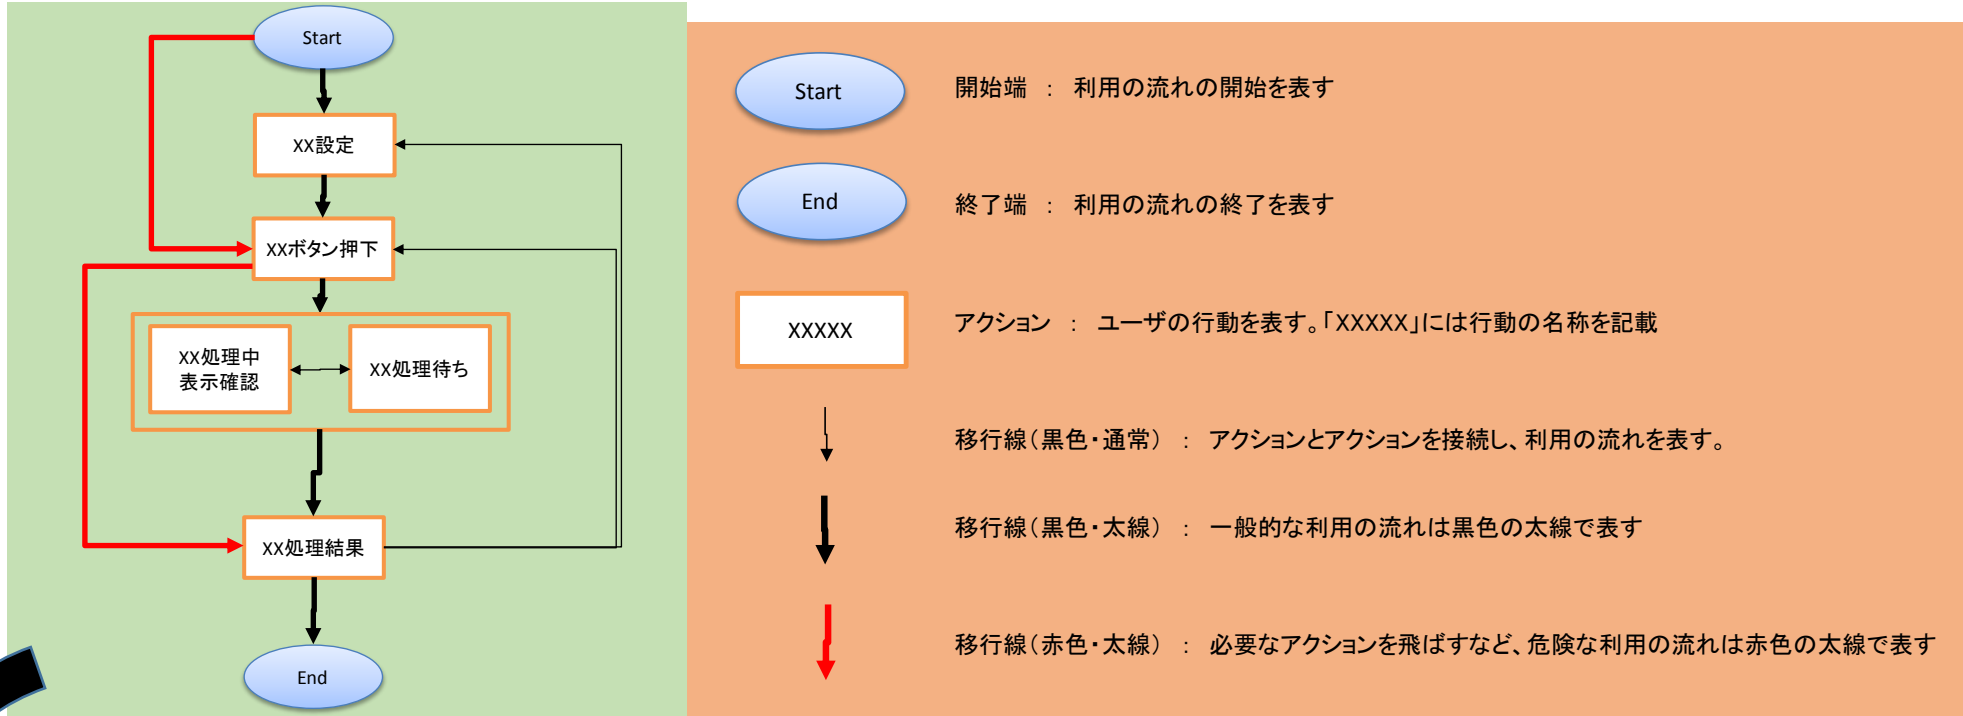 Start
XX設定
XXボタン押下
XX処理中
表示確認
XX処理待ち
XX処理結果
End
Start
開始端 : 利用の流れの開始を表す
End
終了端 : 利用の流れの終了を表す
XXXXX
アクション : ユーザの行動を表す。「XXXXX」には行動の名称を記載
移行線(黒色・通常) : アクションとアクションを接続し、利用の流れを表す。
移行線(黒色・太線) : 一般的な利用の流れは黒色の太線で表す
移行線(赤色・太線) : 必要なアクションを飛ばすなど、危険な利用の流れは赤色の太線で表す